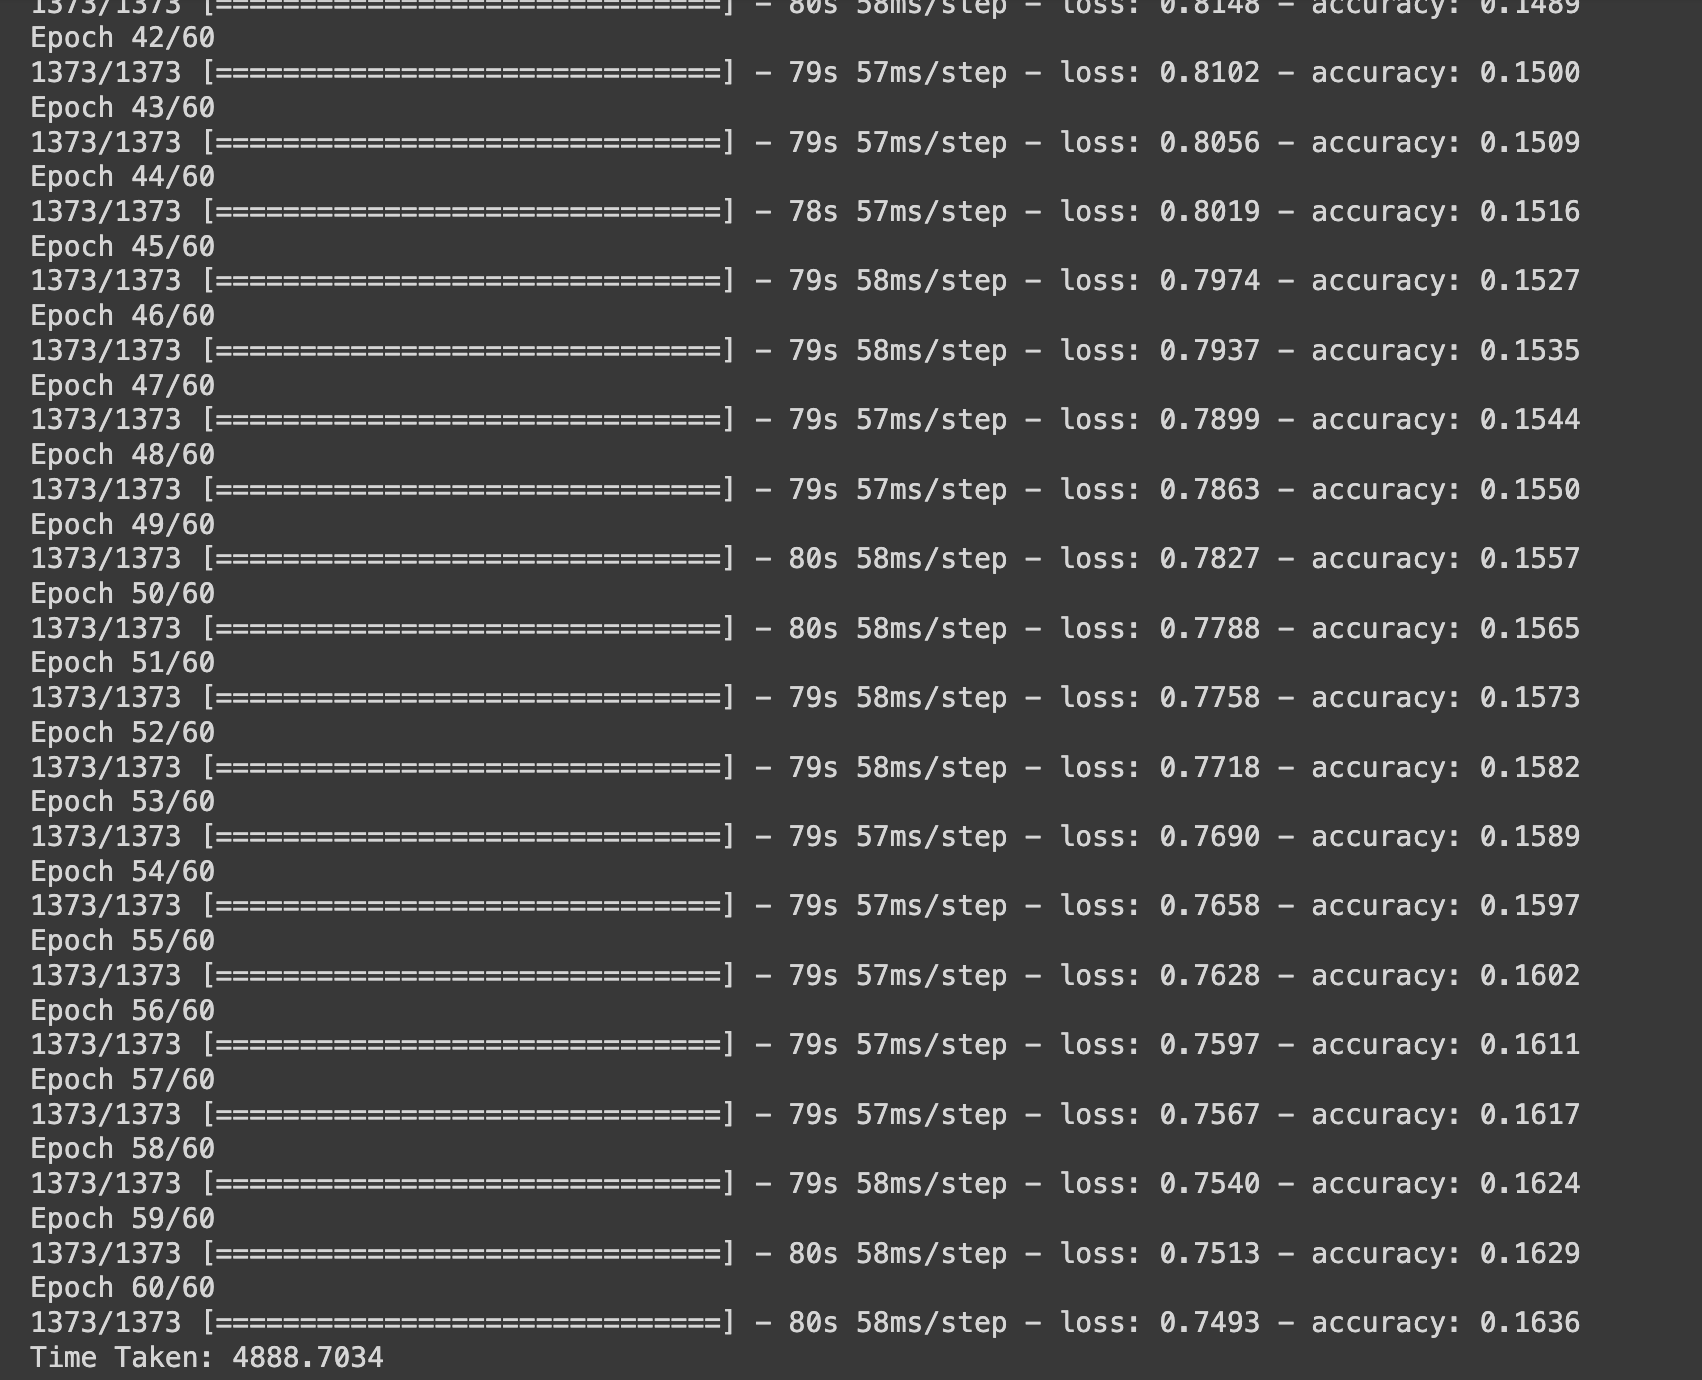 1373/1373 [==============================] - 80s 58ms/step - loss: 0.8148 - accuracy: 0.1489
Epoch 42/60
1373/1373 [==============================] - 79s 57ms/step - loss: 0.8102 - accuracy: 0.1500
Epoch 43/60
1373/1373 [==============================] - 79s 57ms/step - loss: 0.8056 - accuracy: 0.1509
Epoch 44/60
1373/1373 [==============================] - 78s 57ms/step - loss: 0.8019 - accuracy: 0.1516
Epoch 45/60
1373/1373 [==============================] - 79s 58ms/step - loss: 0.7974 - accuracy: 0.1527
Epoch 46/60
1373/1373 [==============================] - 79s 58ms/step - loss: 0.7937 - accuracy: 0.1535
Epoch 47/60
1373/1373 [==============================] - 79s 57ms/step - loss: 0.7899 - accuracy: 0.1544
Epoch 48/60
1373/1373 [==============================] - 79s 57ms/step - loss: 0.7863 - accuracy: 0.1550
Epoch 49/60
1373/1373 [==============================] - 80s 58ms/step - loss: 0.7827 - accuracy: 0.1557
Epoch 50/60
1373/1373 [==============================] - 80s 58ms/step - loss: 0.7788 - accuracy: 0.1565
Epoch 51/60
1373/1373 [==============================] - 79s 58ms/step - loss: 0.7758 - accuracy: 0.1573
Epoch 52/60
1373/1373 [==============================] - 79s 58ms/step - loss: 0.7718 - accuracy: 0.1582
Epoch 53/60
1373/1373 [==============================] - 79s 57ms/step - loss: 0.7690 - accuracy: 0.1589
Epoch 54/60
1373/1373 [==============================] - 79s 57ms/step - loss: 0.7658 - accuracy: 0.1597
Epoch 55/60
1373/1373 [==============================] - 79s 57ms/step - loss: 0.7628 - accuracy: 0.1602
Epoch 56/60
1373/1373 [==============================] - 79s 57ms/step - loss: 0.7597 - accuracy: 0.1611
Epoch 57/60
1373/1373 [==============================] - 79s 57ms/step - loss: 0.7567 - accuracy: 0.1617
Epoch 58/60
1373/1373 [==============================] - 79s 58ms/step - loss: 0.7540 - accuracy: 0.1624
Epoch 59/60
1373/1373 [==============================] - 80s 58ms/step - loss: 0.7513 - accuracy: 0.1629
Epoch 60/60
1373/1373 [==============================] - 80s 58ms/step - loss: 0.7493 - accuracy: 0.1636
Time Taken: 4888.7034